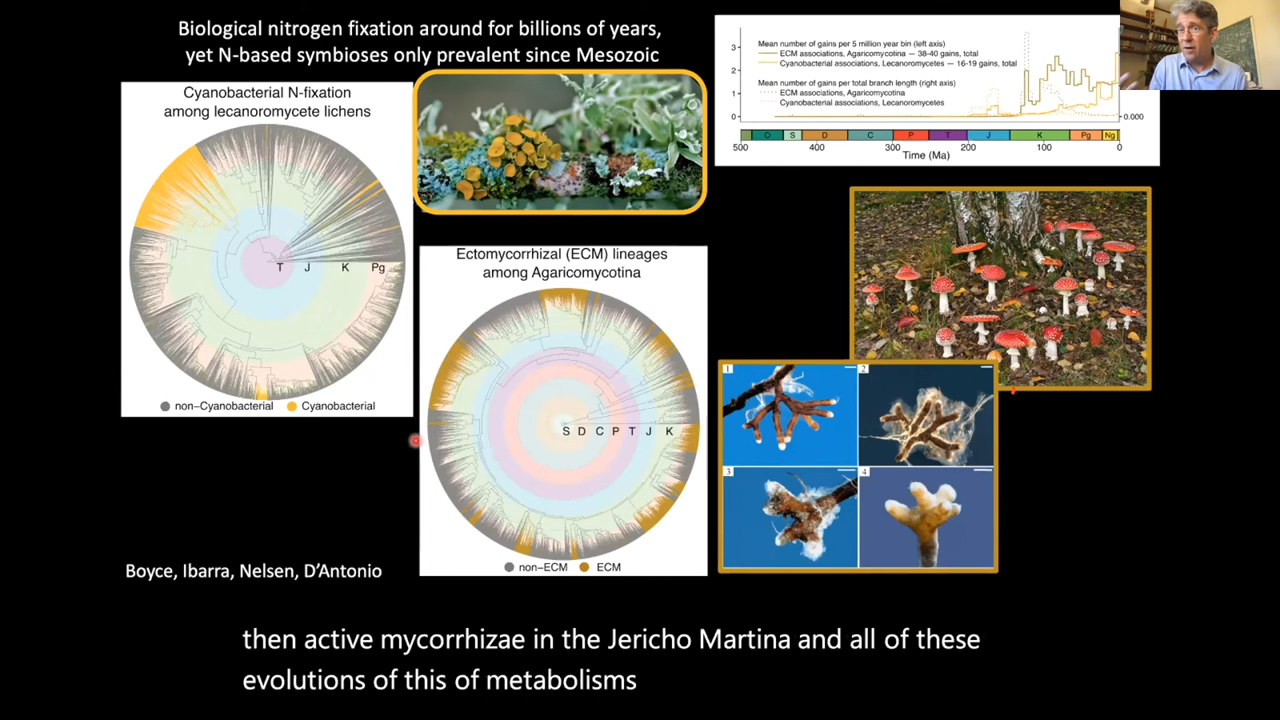 Biological nitrogen fixation around for billions of years,
yet N-based symbioses only prevalent since Mesozoic
Cyanobacterial N-fixation
among lecanoromycete lichens
T J K Pg
non-Cyanobacterial Cyanobacterial
Ectomycorrhizal (ECM) lineages
among Agaricomycotina
S D C P T J K
non-ECM ECM
Mean number of gains per 5 million year bin (left axis)
ECM associations, Agaricomycotina — 38-40 gains, total
Cyanobacterial associations, Lecanoromycetes — 16-19 gains, total
Mean number of gains per total branch length (right axis)
ECM associations, Agaricomycotina
Cyanobacterial associations, Lecanoromycetes
3
2
1
0
0.000
O S D C P T J K Pg Ng
500 400 300 200 100 0
Time (Ma)
1 2
3 4
Boyce, Ibarra, Nelsen, D'Antonio
then active mycorrhizae in the Jericho Martina and all of these
evolutions of this of metabolisms